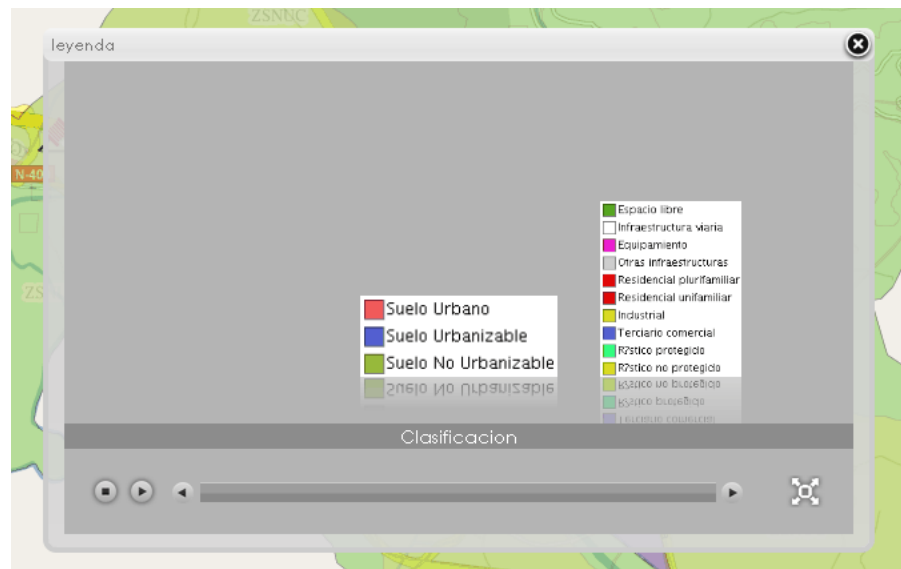 ZSNUC
leyenda
N-40
ZS
Suelo Urbano
Suelo Urbanizable
Suelo No Urbanizable
Espacio libre
Infraestructura viaria
Equipamiento
Otras infraestructuras
Residencial plurifamiliar
Residencial unifamiliar
Industrial
Terciario comercial
R?stico protegido
R?stico no protegido
Clasificacion